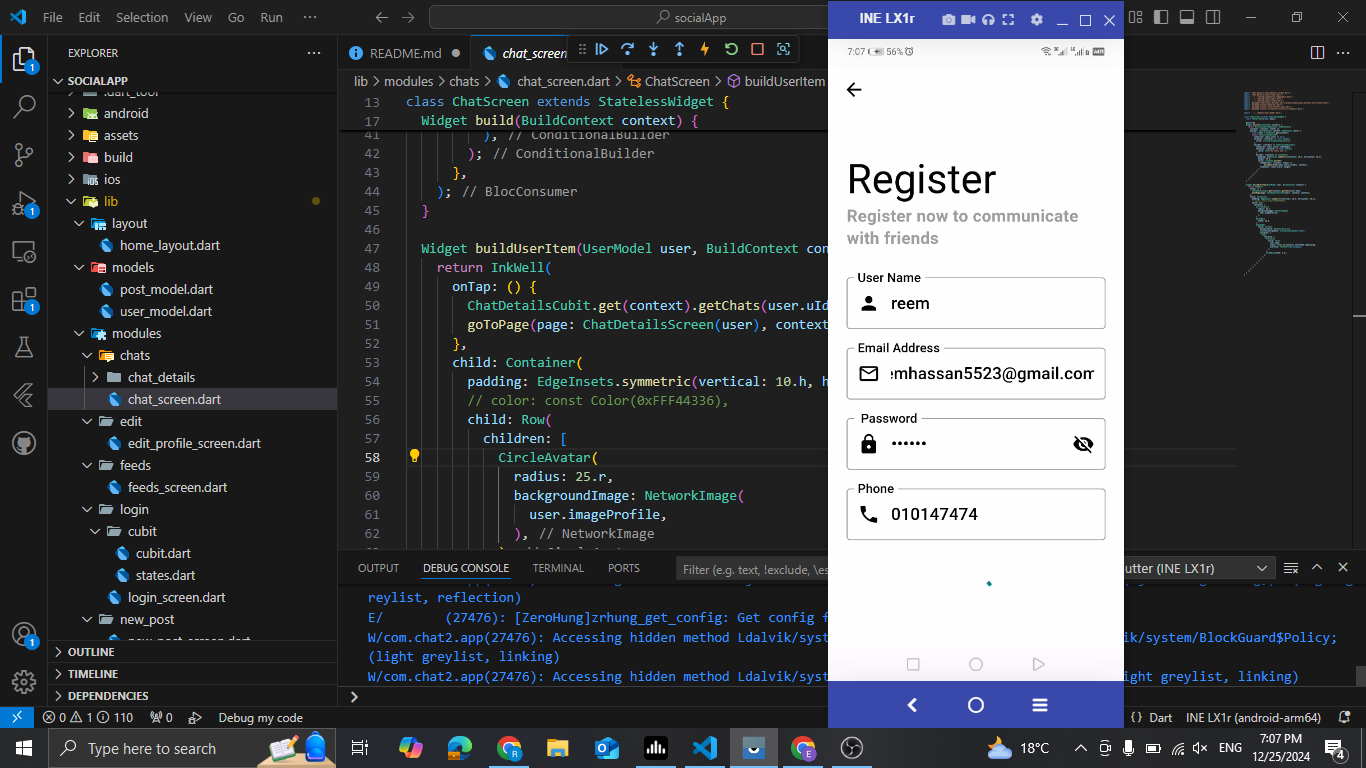 File Edit Selection View Go Run ···
socialApp
INE LX1r
EXPLORER
SOCIALAPP
.dart_tool
android
assets
build
ios
lib
layout
home_layout.dart
models
post_model.dart
user_model.dart
modules
chats
chat_details
chat_screen.dart
edit
edit_profile_screen.dart
feeds
feeds_screen.dart
login
cubit
cubit.dart
states.dart
login_screen.dart
new_post
new_post_screen.dart
OUTLINE
TIMELINE
DEPENDENCIES
README.md
chat_screen
lib > modules > chats > chat_screen.dart > ChatScreen > buildUserItem
13 class ChatScreen extends StatelessWidget {
17 Widget build(BuildContext context) {
41 ), // ConditionalBuilder
42 ); // ConditionalBuilder
43 },
44 ); // BlocConsumer
45 }
46
47 Widget buildUserItem(UserModel user, BuildContext con
48 return InkWell(
49 onTap: () {
50 ChatDetailsCubit.get(context).getChats(user.uId
51 goToPage(page: ChatDetailsScreen(user), context
52 },
53 child: Container(
54 padding: EdgeInsets.symmetric(vertical: 10.h, h
55 // color: const Color(0xFFF44336),
56 child: Row(
57 children: [
58 CircleAvatar(
59 radius: 25.r,
60 backgroundImage: NetworkImage(
61 user.imageProfile,
62 ), // NetworkImage
OUTPUT DEBUG CONSOLE TERMINAL PORTS
Filter (e.g. text, !exclude, \es
utter (INE LX1r)
reylist, reflection)
E/ (27476): [ZeroHung]zrhung_get_config: Get config f
W/com.chat2.app(27476): Accessing hidden method Ldalvik/syst
ik/system/BlockGuard$Policy;
(light greylist, linking)
W/com.chat2.app(27476): Accessing hidden method Ldalvik/syst
ight greylist, linking)
>
7:07 56%
Register
Register now to communicate
with friends
User Name
reem
Email Address
emhassan5523@gmail.com
Password
••••••
Phone
010147474
0 1 110 0 Debug my code
{} Dart INE LX1r (android-arm64)
Type here to search
18°C
ENG
7:07 PM
12/25/2024
4